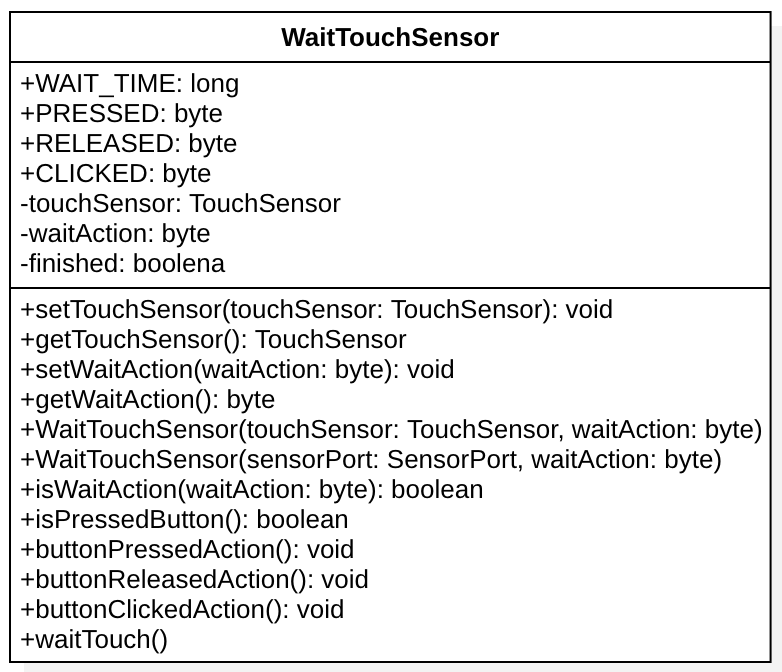 WaitTouchSensor
+WAIT_TIME: long
+PRESSED: byte
+RELEASED: byte
+CLICKED: byte
-touchSensor: TouchSensor
-waitAction: byte
-finished: boolena
+setTouchSensor(touchSensor: TouchSensor): void
+getTouchSensor(): TouchSensor
+setWaitAction(waitAction: byte): void
+getWaitAction(): byte
+WaitTouchSensor(touchSensor: TouchSensor, waitAction: byte)
+WaitTouchSensor(sensorPort: SensorPort, waitAction: byte)
+isWaitAction(waitAction: byte): boolean
+isPressedButton(): boolean
+buttonPressedAction(): void
+buttonReleasedAction(): void
+buttonClickedAction(): void
+waitTouch()